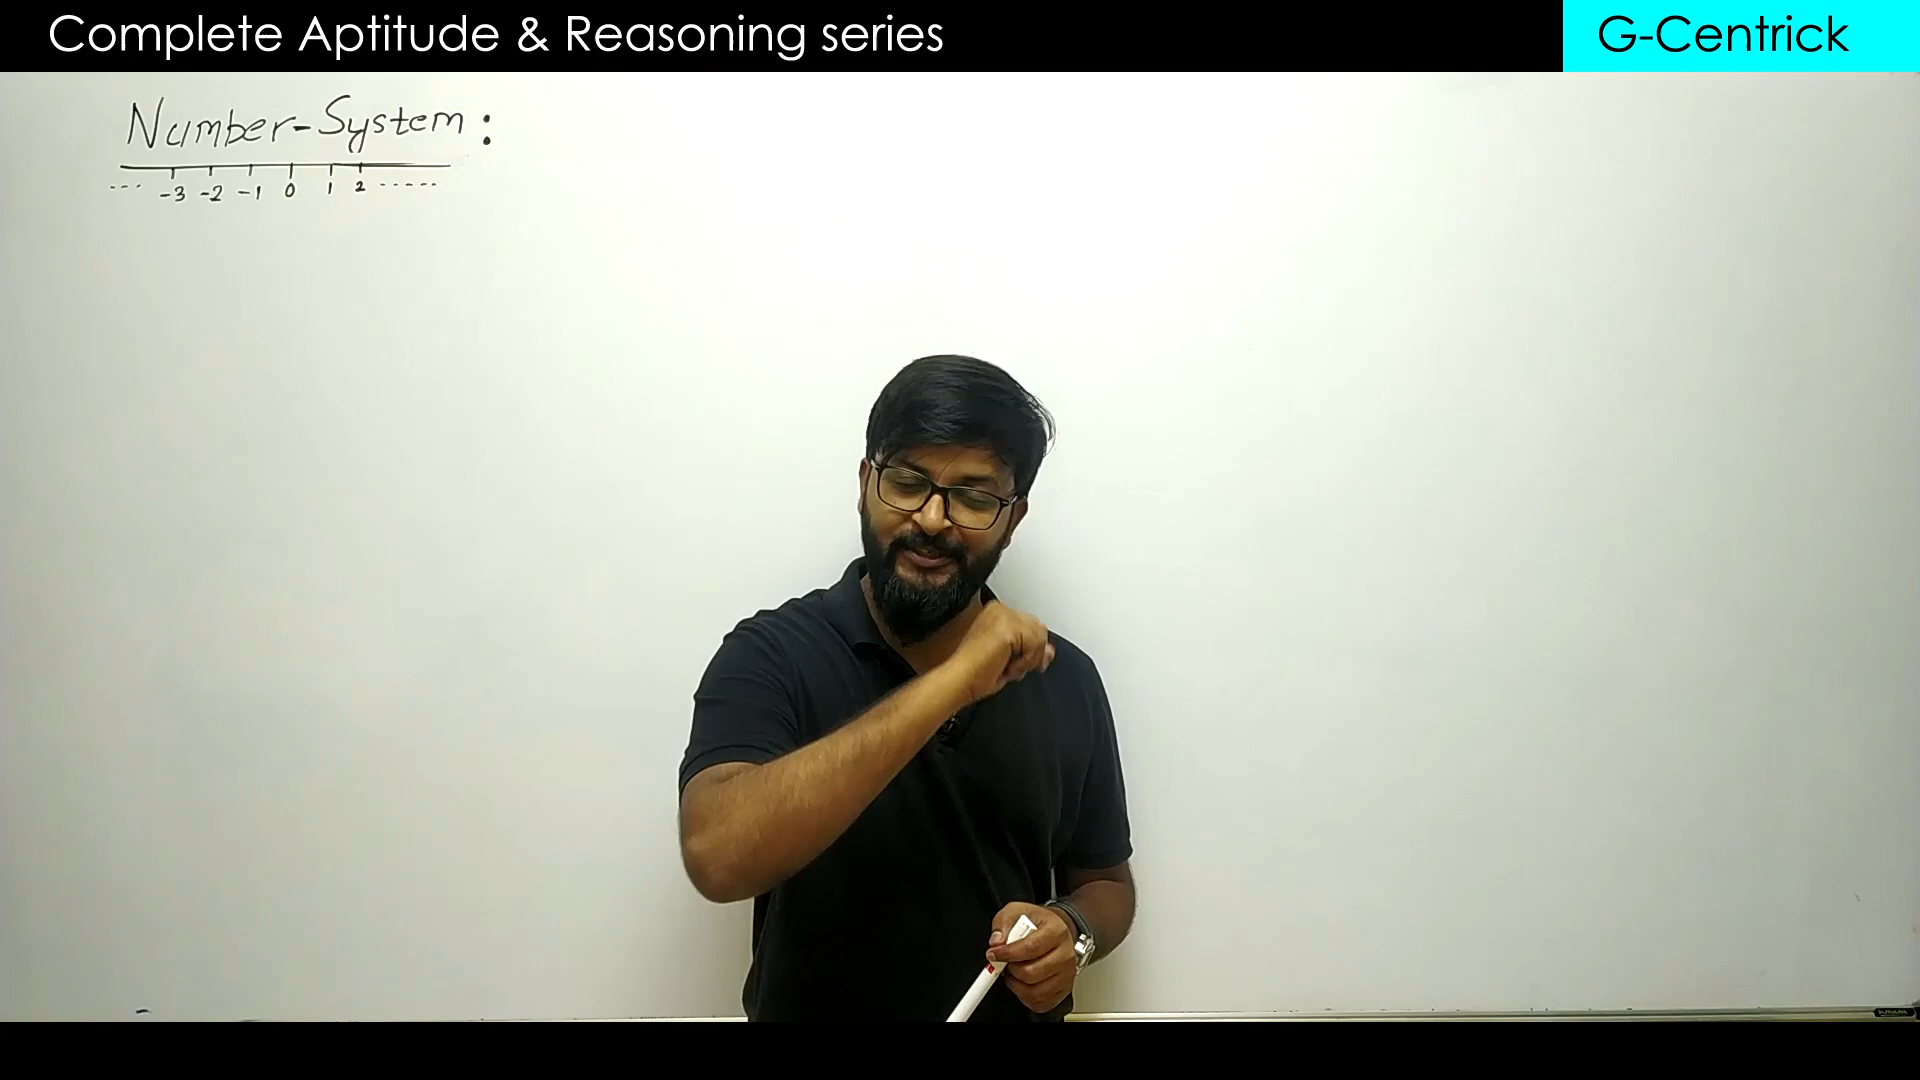 Complete Aptitude & Reasoning series
G-Centrick
Number-System :
--- -3 -2 -1 0 1 2 -----